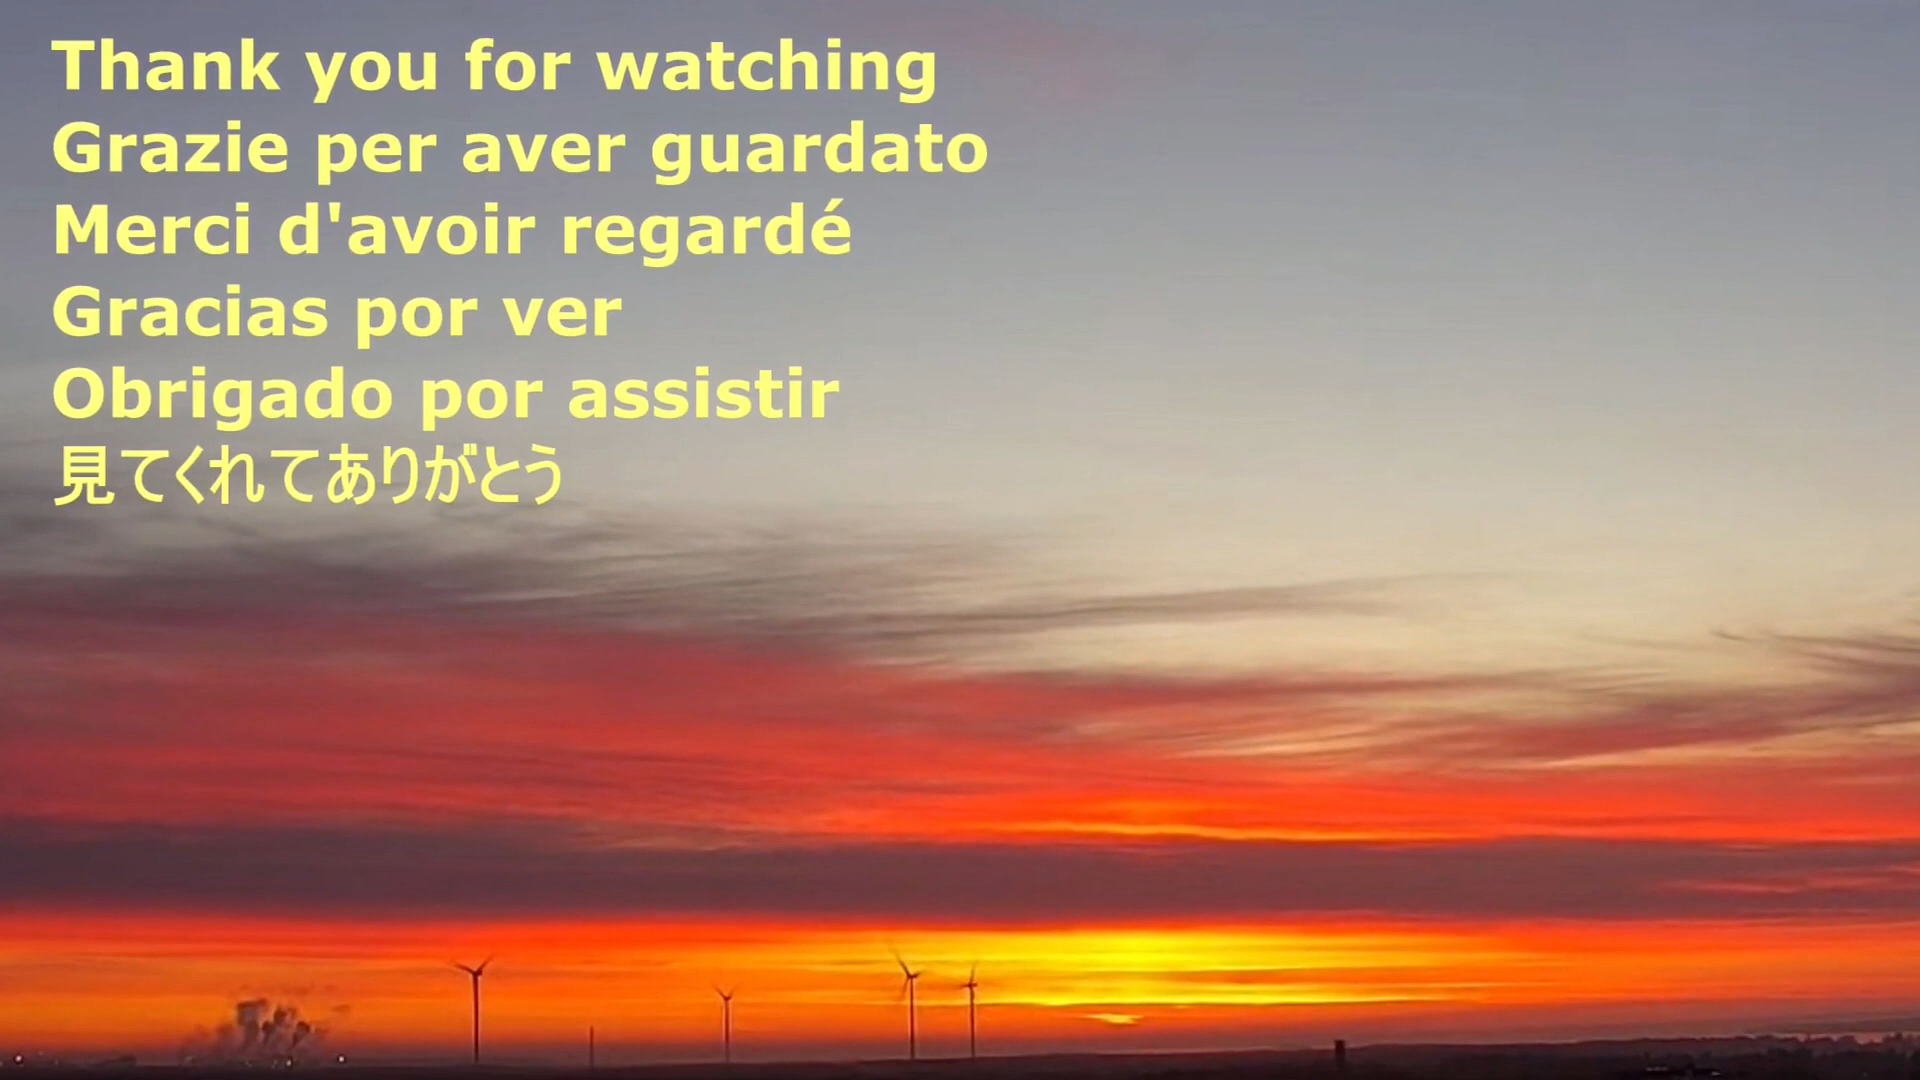 Thank you for watching
Grazie per aver guardato
Merci d'avoir regardé
Gracias por ver
Obrigado por assistir
見てくれてありがとう